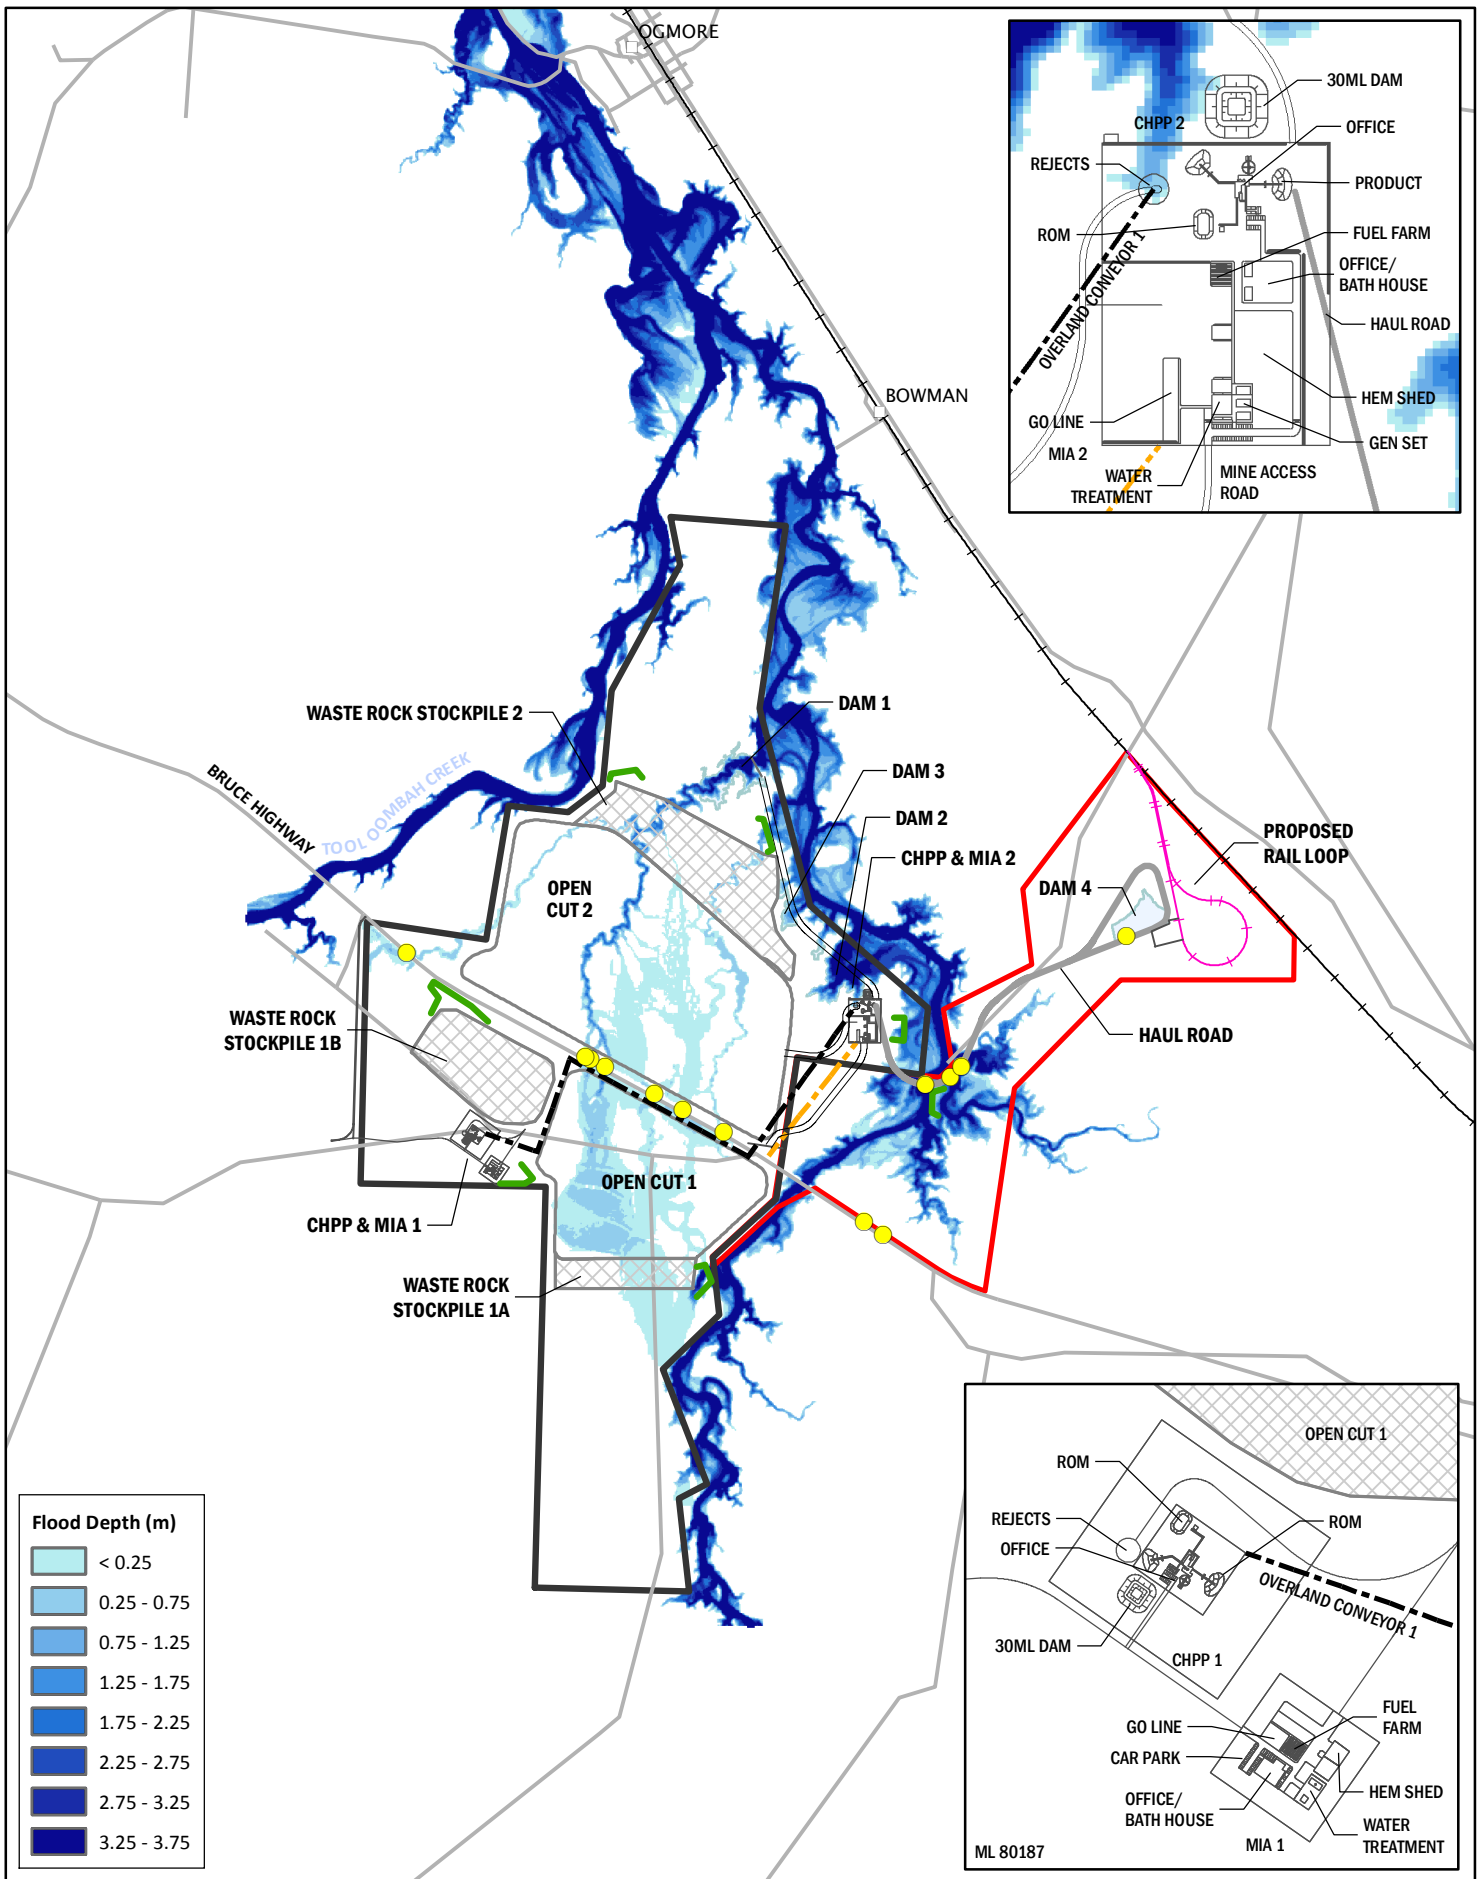 OGMORE
BOWMAN
WASTE ROCK STOCKPILE 2
DAM 1
DAM 3
DAM 2
CHPP & MIA 2
BRUCE HIGHWAY
TOOLOOMBAH CREEK
OPEN
CUT 2
PROPOSED
RAIL LOOP
DAM 4
WASTE ROCK
STOCKPILE 1B
HAUL ROAD
OPEN CUT 1
CHPP & MIA 1
WASTE ROCK
STOCKPILE 1A
30ML DAM
CHPP 2
OFFICE
REJECTS
PRODUCT
ROM
FUEL FARM
OFFICE/
BATH HOUSE
OVERLAND CONVEYOR 1
HAUL ROAD
HEM SHED
GO LINE
GEN SET
MIA 2
WATER
TREATMENT
MINE ACCESS
ROAD
OPEN CUT 1
ROM
REJECTS
ROM
OFFICE
OVERLAND CONVEYOR 1
30ML DAM
CHPP 1
FUEL
FARM
GO LINE
CAR PARK
HEM SHED
OFFICE/
BATH HOUSE
WATER
TREATMENT
MIA 1
ML 80187
Flood Depth (m)
< 0.25
0.25 - 0.75
0.75 - 1.25
1.25 - 1.75
1.75 - 2.25
2.25 - 2.75
2.75 - 3.25
3.25 - 3.75